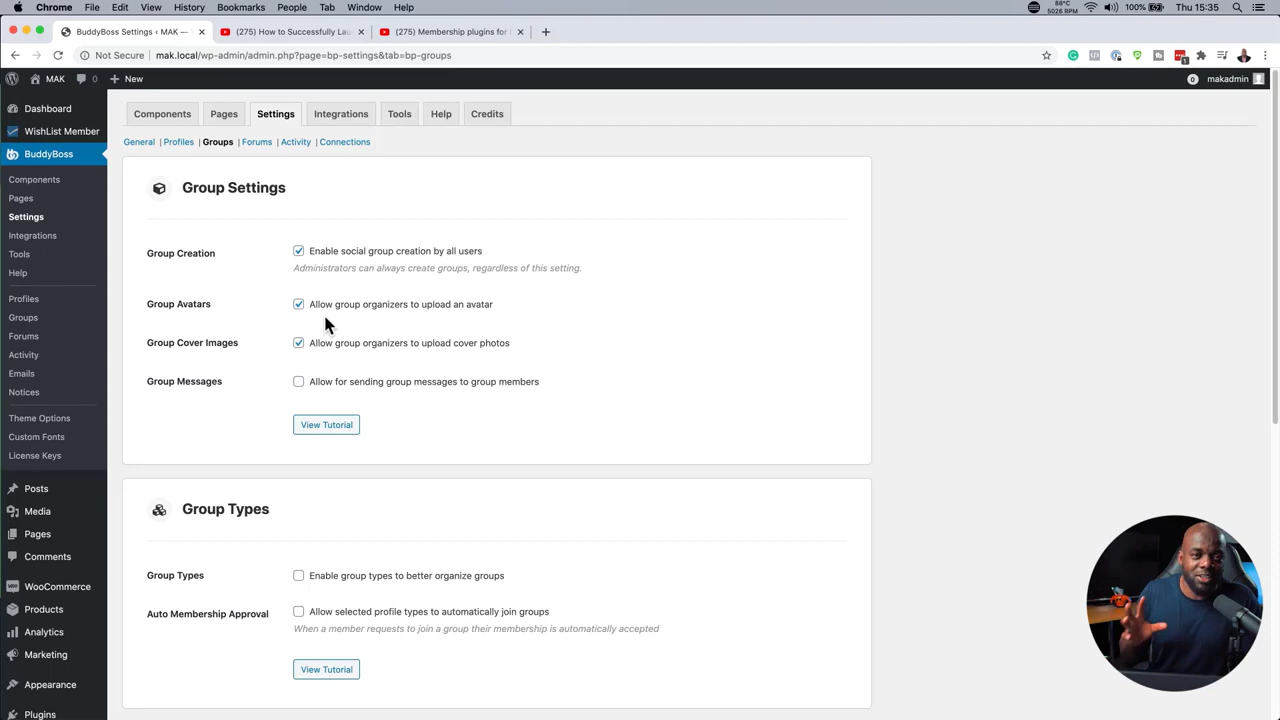 Chrome File Edit View History Bookmarks People Tab Window Help 88°C 5026 RPM 100% Thu 15:35
BuddyBoss Settings ‹ MAK — (275) How to Successfully Lau (275) Membership plugins for
Not Secure mak.local/wp-admin/admin.php?page=bp-settings&tab=bp-groups
MAK 0 New 0 makadmin
Dashboard
WishList Member
BuddyBoss
Components
Pages
Settings
Integrations
Tools
Help
Profiles
Groups
Forums
Activity
Emails
Notices
Theme Options
Custom Fonts
License Keys
Posts
Media
Pages
Comments
WooCommerce
Products
Analytics
Marketing
Appearance
Plugins
Components Pages Settings Integrations Tools Help Credits
General | Profiles | Groups | Forums | Activity | Connections
Group Settings
Group Creation Enable social group creation by all users
Administrators can always create groups, regardless of this setting.
Group Avatars Allow group organizers to upload an avatar
Group Cover Images Allow group organizers to upload cover photos
Group Messages Allow for sending group messages to group members
View Tutorial
Group Types
Group Types Enable group types to better organize groups
Auto Membership Approval Allow selected profile types to automatically join groups
When a member requests to join a group their membership is automatically accepted
View Tutorial